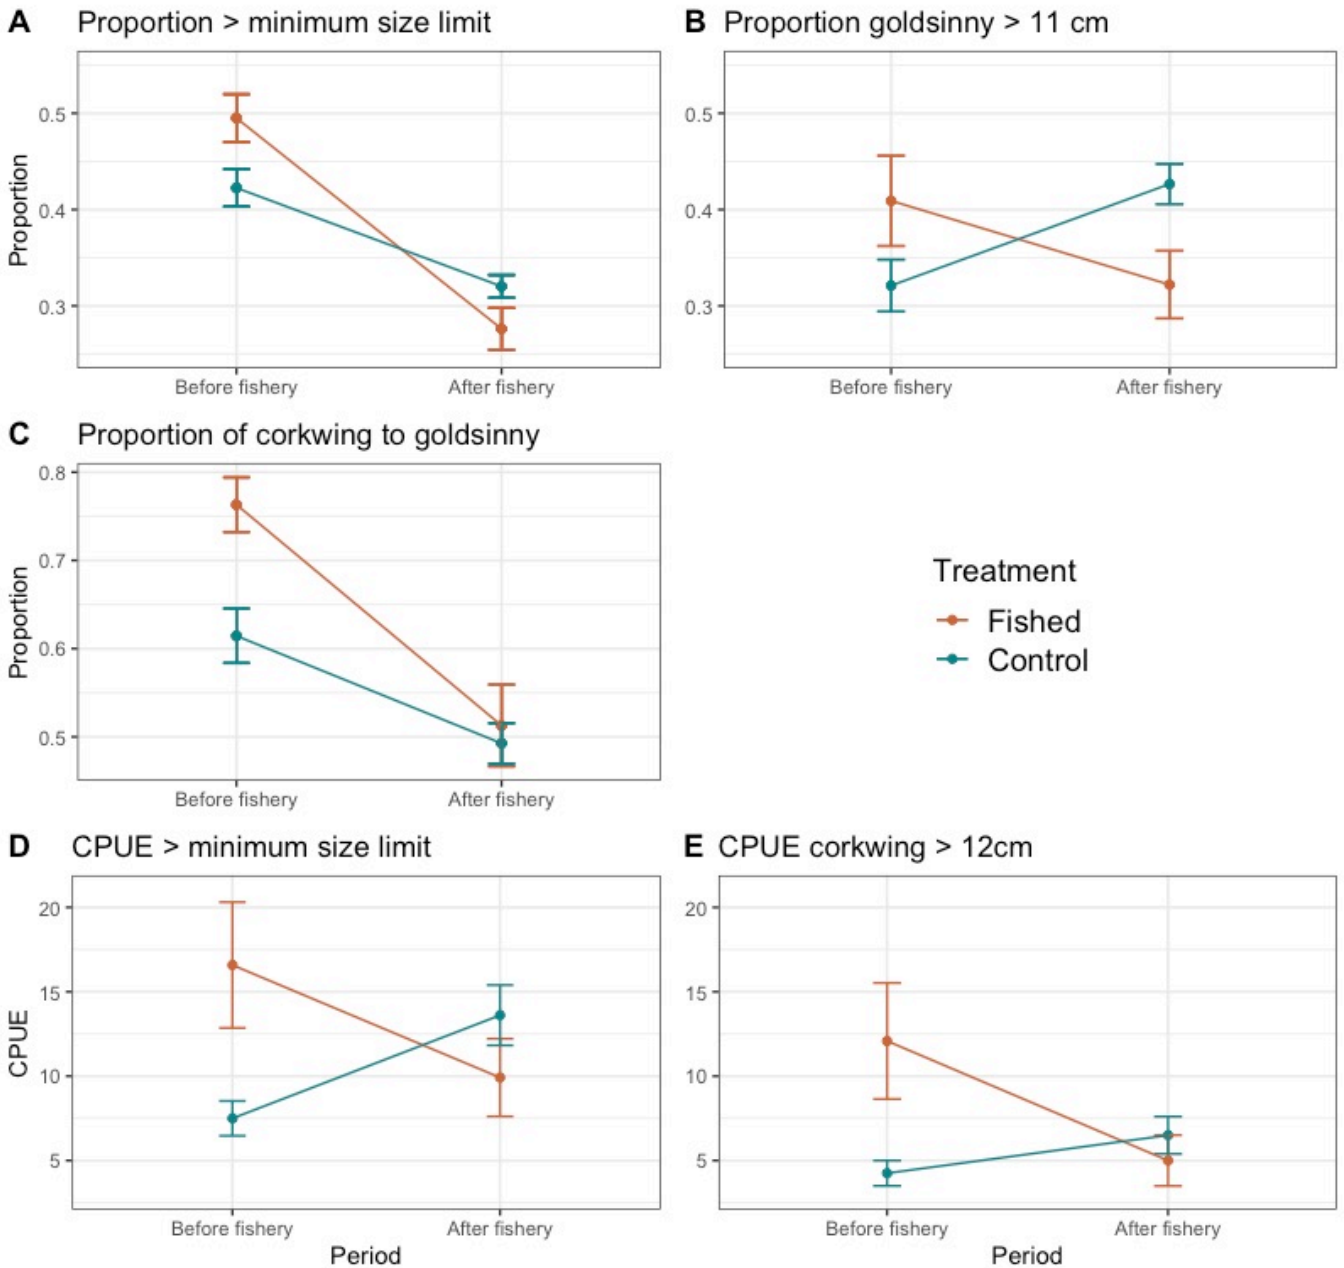 A Proportion > minimum size limit
Proportion
0.5
0.4
0.3
Before fishery After fishery
B Proportion goldsinny > 11 cm
0.5
0.4
0.3
Before fishery After fishery
C Proportion of corkwing to goldsinny
Proportion
0.8
0.7
0.6
0.5
Before fishery After fishery
Treatment
Fished
Control
D CPUE > minimum size limit
CPUE
20
15
10
5
Before fishery After fishery
Period
E CPUE corkwing > 12cm
20
15
10
5
Before fishery After fishery
Period